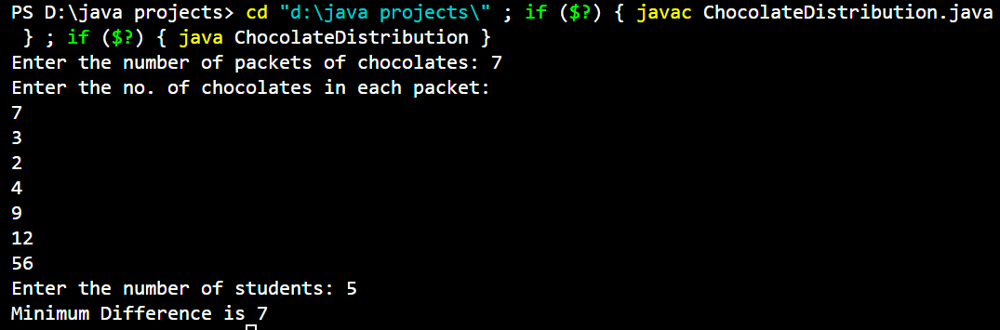 PS D:\java projects> cd "d:\java projects\" ; if ($?) { javac ChocolateDistribution.java
 } ; if ($?) { java ChocolateDistribution }
Enter the number of packets of chocolates: 7
Enter the no. of chocolates in each packet:
7
3
2
4
9
12
56
Enter the number of students: 5
Minimum Difference is 7